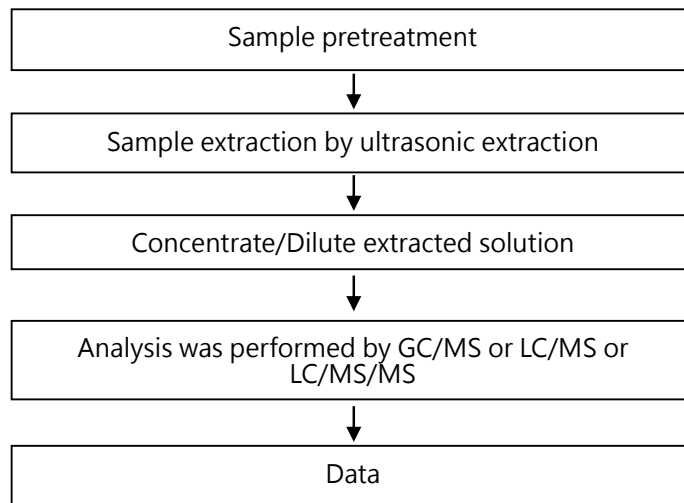 Sample pretreatment
Sample extraction by ultrasonic extraction
Concentrate/Dilute extracted solution
Analysis was performed by GC/MS or LC/MS or
LC/MS/MS
Data